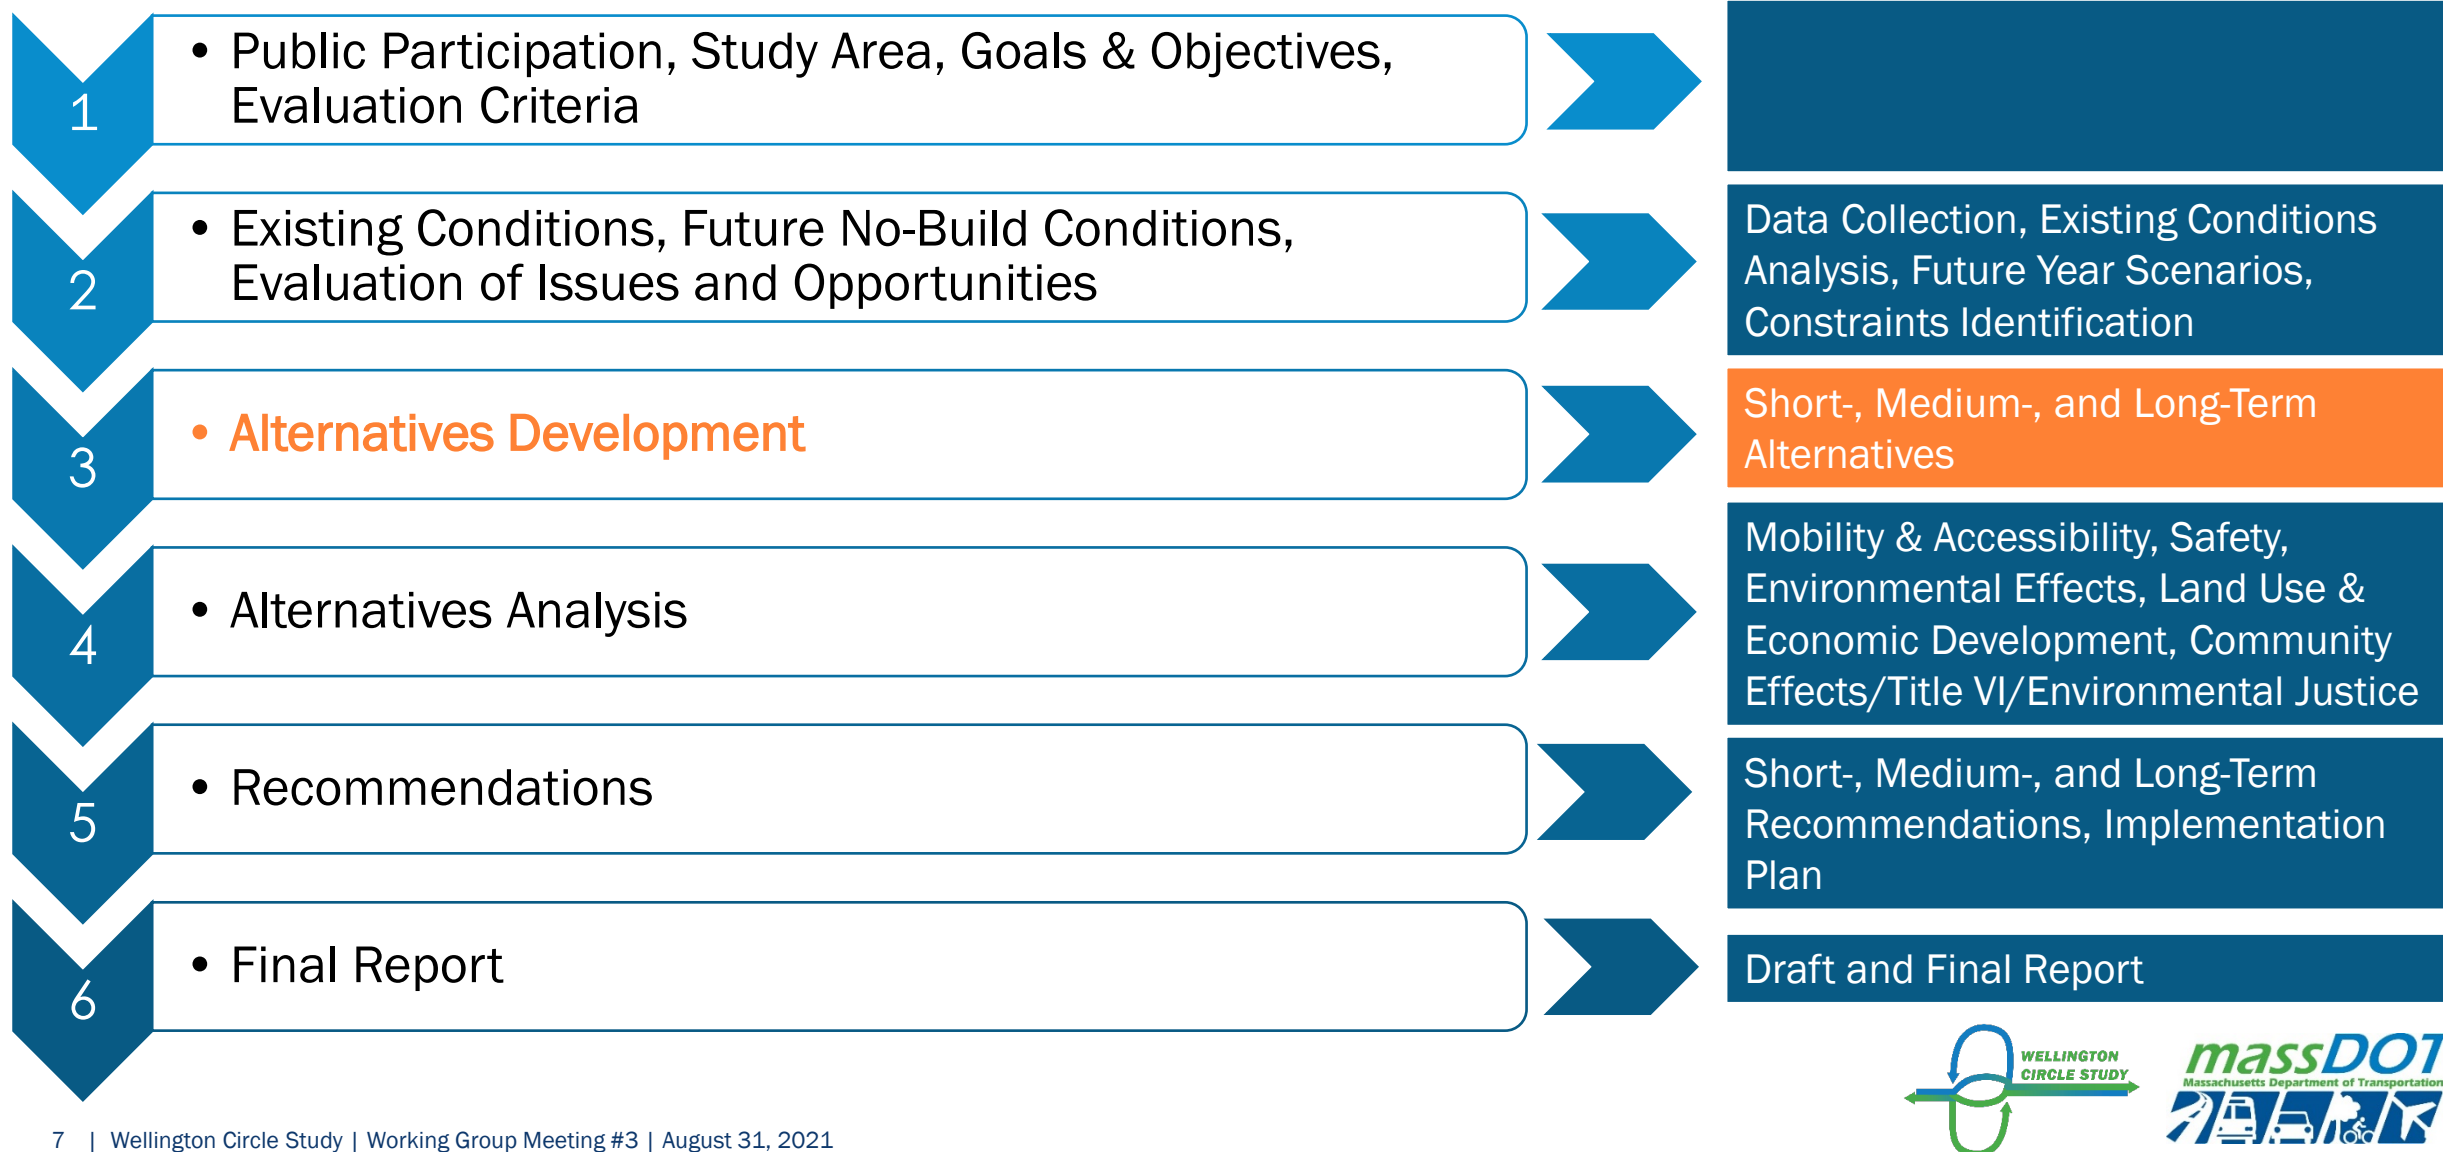 1
• Public Participation, Study Area, Goals & Objectives,
Evaluation Criteria
2
• Existing Conditions, Future No-Build Conditions,
Evaluation of Issues and Opportunities
Data Collection, Existing Conditions
Analysis, Future Year Scenarios,
Constraints Identification
3
• Alternatives Development
Short-, Medium-, and Long-Term
Alternatives
4
• Alternatives Analysis
Mobility & Accessibility, Safety,
Environmental Effects, Land Use &
Economic Development, Community
Effects/Title VI/Environmental Justice
5
• Recommendations
Short-, Medium-, and Long-Term
Recommendations, Implementation
Plan
6
• Final Report
Draft and Final Report
WELLINGTON
CIRCLE STUDY
massDOT
Massachusetts Department of Transportation
7 | Wellington Circle Study | Working Group Meeting #3 | August 31, 2021